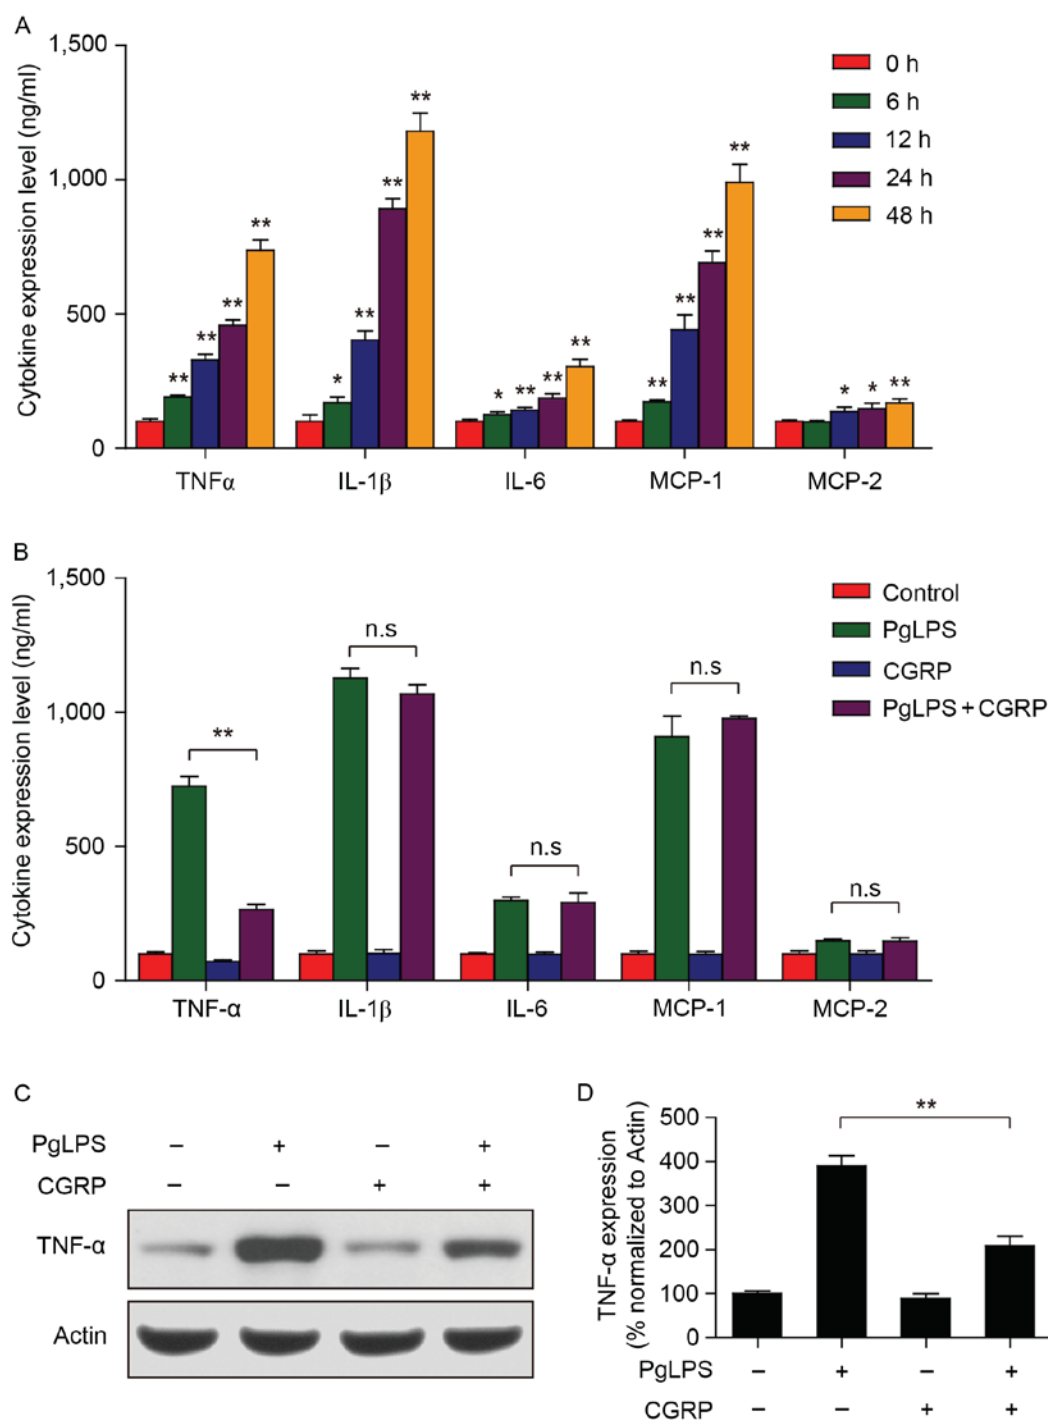 A
Cytokine expression level (ng/ml)
1,500
1,000
500
0
0 h
6 h
12 h
24 h
48 h
** ** ** **
* ** ** **
* ** ** **
** ** ** **
* * **
TNFα IL-1β IL-6 MCP-1 MCP-2
B
Cytokine expression level (ng/ml)
1,500
1,000
500
0
Control
PgLPS
CGRP
PgLPS + CGRP
** n.s n.s n.s n.s
TNF-α IL-1β IL-6 MCP-1 MCP-2
C
PgLPS – + – +
CGRP – – + +
TNF-α
Actin
D
TNF-α expression
(% normalized to Actin)
500
400
300
200
100
0
**
PgLPS – + – +
CGRP – – + +